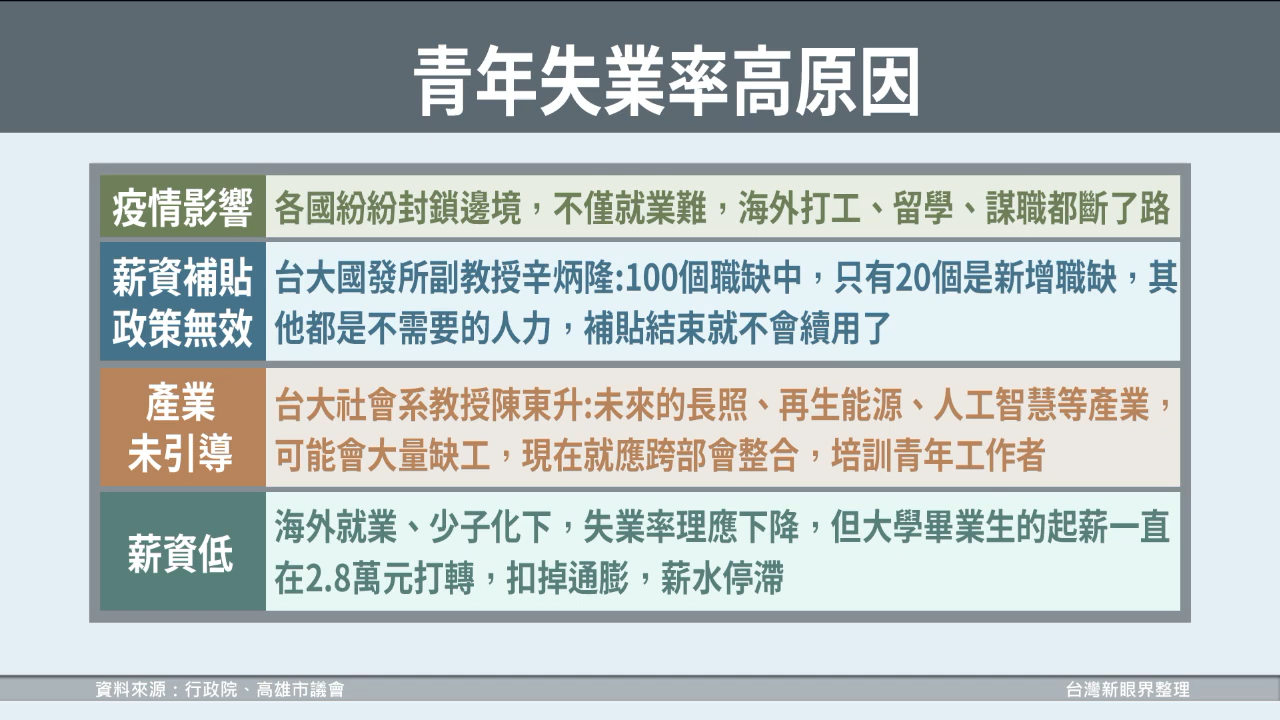 青年失業率高原因
疫情影響
各國紛紛封鎖邊境，不僅就業難，海外打工、留學、謀職都斷了路
薪資補貼
政策無效
台大國發所副教授辛炳隆:100個職缺中，只有20個是新增職缺，其
他都是不需要的人力，補貼結束就不會續用了
產業
未引導
台大社會系教授陳東升:未來的長照、再生能源、人工智慧等產業，
可能會大量缺工，現在就應跨部會整合，培訓青年工作者
薪資低
海外就業、少子化下，失業率理應下降，但大學畢業生的起薪一直
在2.8萬元打轉，扣掉通膨，薪水停滯
資料來源：行政院、高雄市議會
台灣新眼界整理